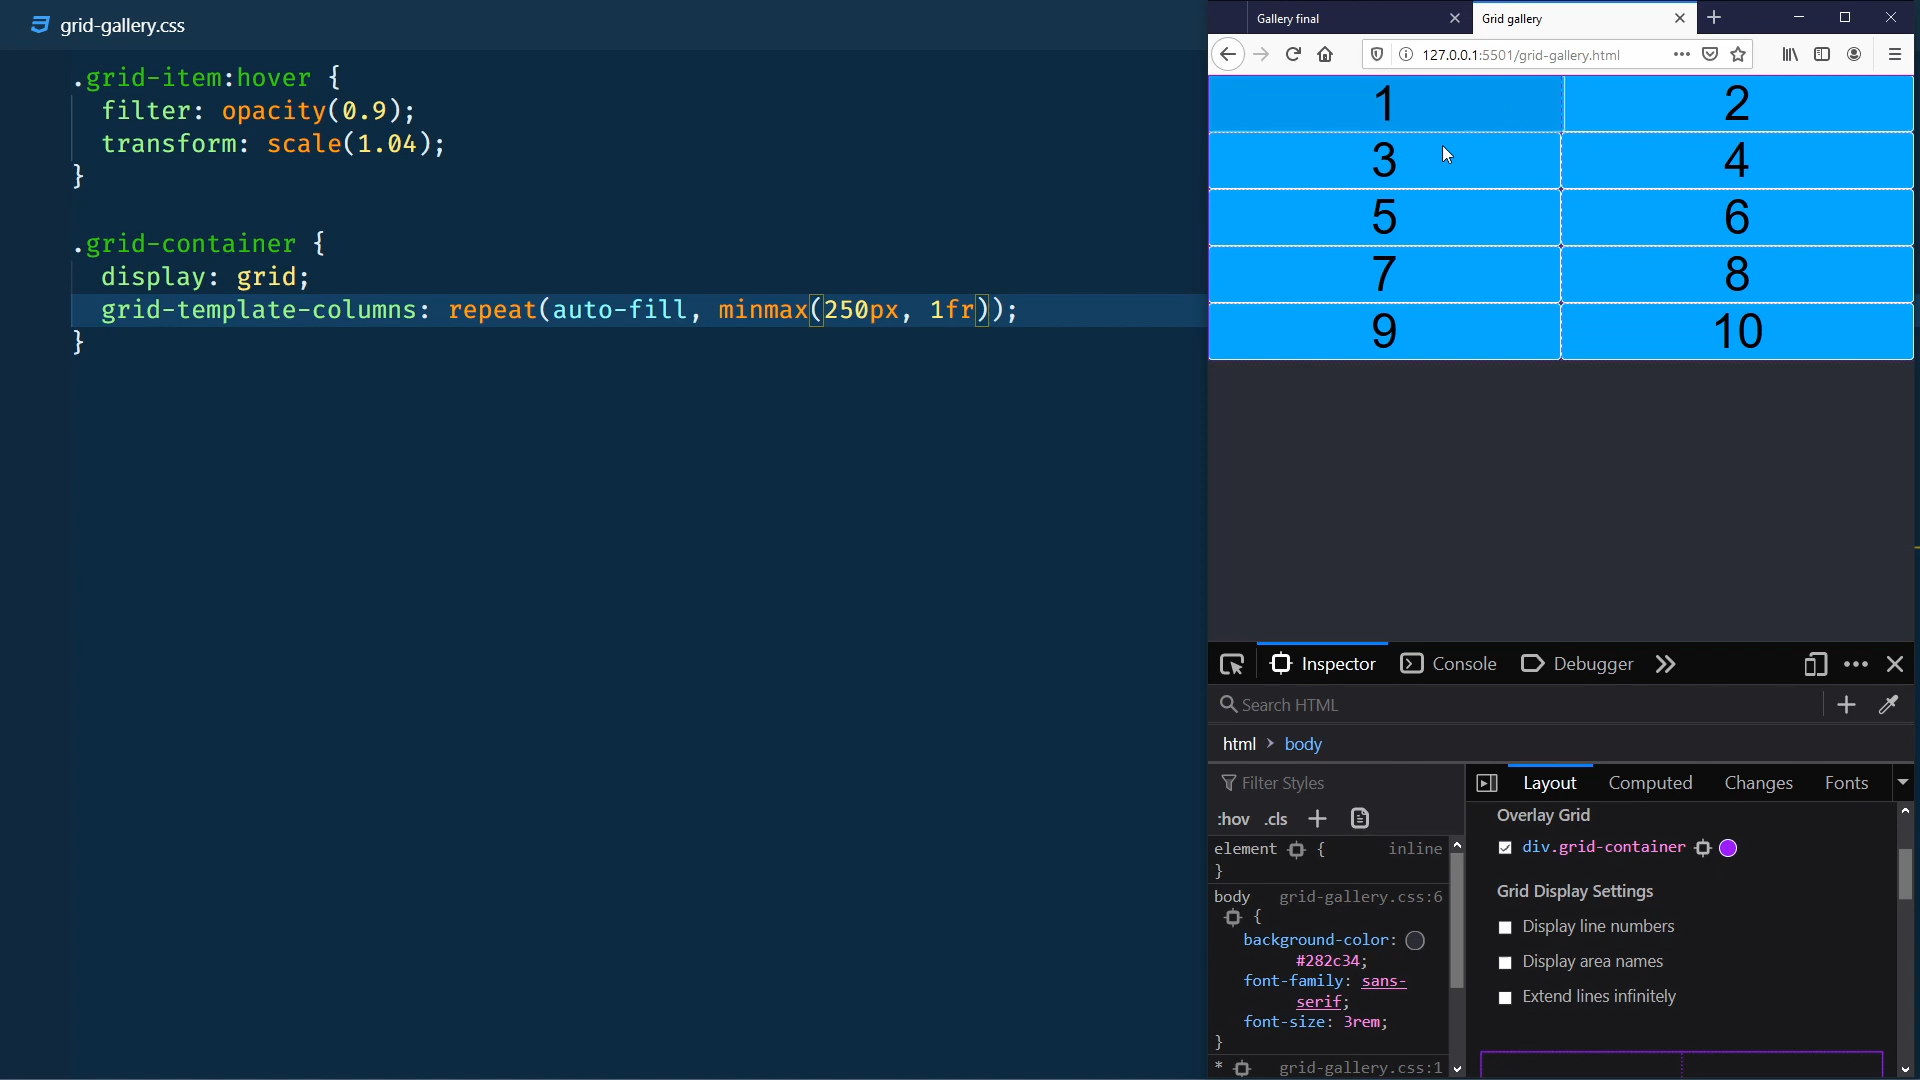 grid-gallery.css
.grid-item:hover {
filter: opacity(0.9);
transform: scale(1.04);
}
.grid-container {
display: grid;
grid-template-columns: repeat(auto-fill, minmax(250px, 1fr));
}
Gallery final
Grid gallery
127.0.0.1:5501/grid-gallery.html
1 2
3 4
5 6
7 8
9 10
Inspector Console Debugger
Search HTML
html > body
Filter Styles
:hov .cls +
element { inline
}
body grid-gallery.css:6
{
background-color:
#282c34;
font-family: sans-
serif;
font-size: 3rem;
}
* grid-gallery.css:1
Layout Computed Changes Fonts
Overlay Grid
div.grid-container
Grid Display Settings
Display line numbers
Display area names
Extend lines infinitely